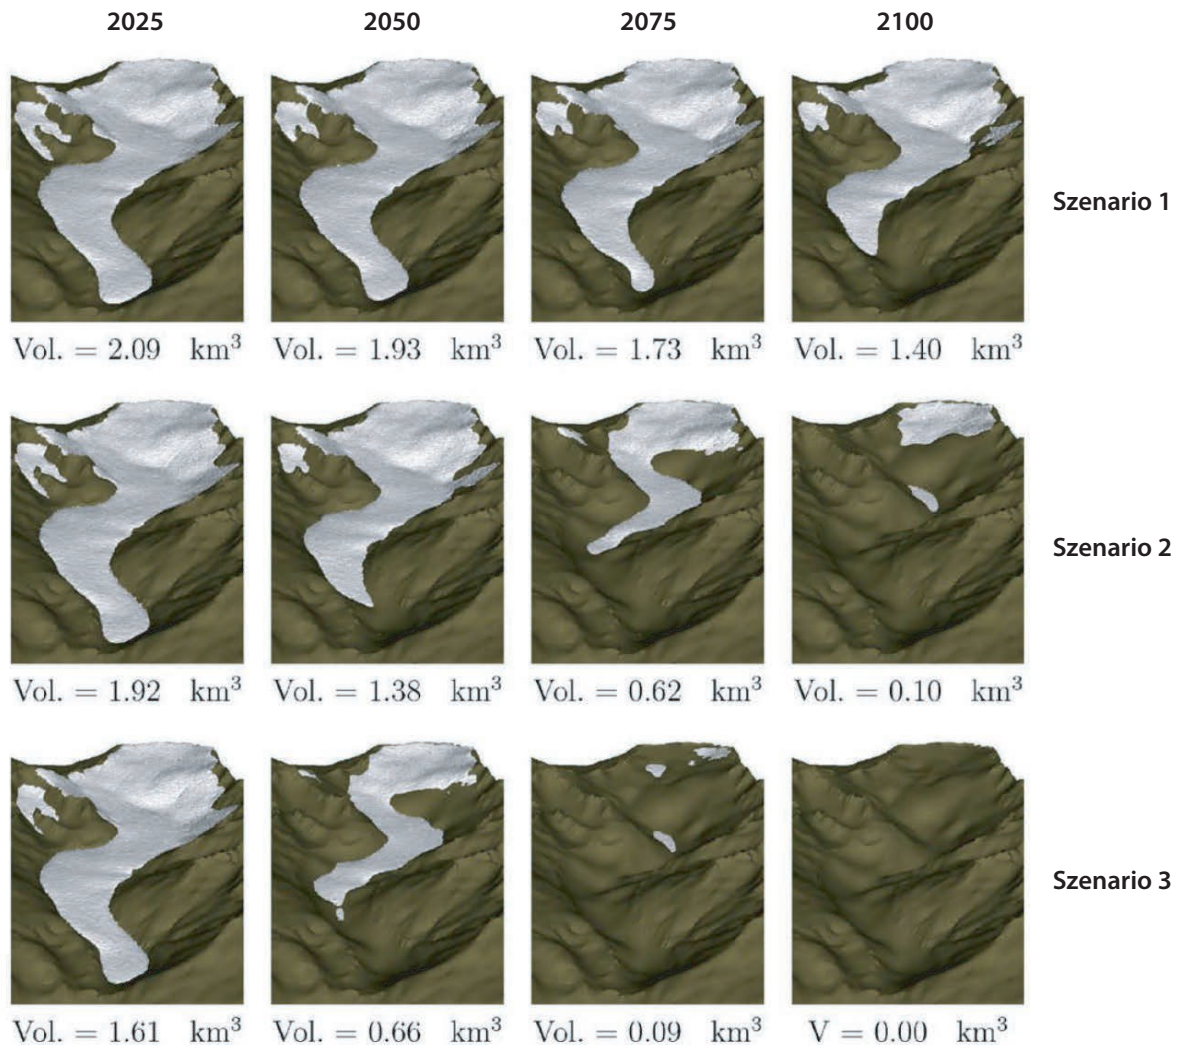 2025 2050 2075 2100
Szenario 1
Vol. = 2.09 km³ Vol. = 1.93 km³ Vol. = 1.73 km³ Vol. = 1.40 km³
Szenario 2
Vol. = 1.92 km³ Vol. = 1.38 km³ Vol. = 0.62 km³ Vol. = 0.10 km³
Szenario 3
Vol. = 1.61 km³ Vol. = 0.66 km³ Vol. = 0.09 km³ V = 0.00 km³